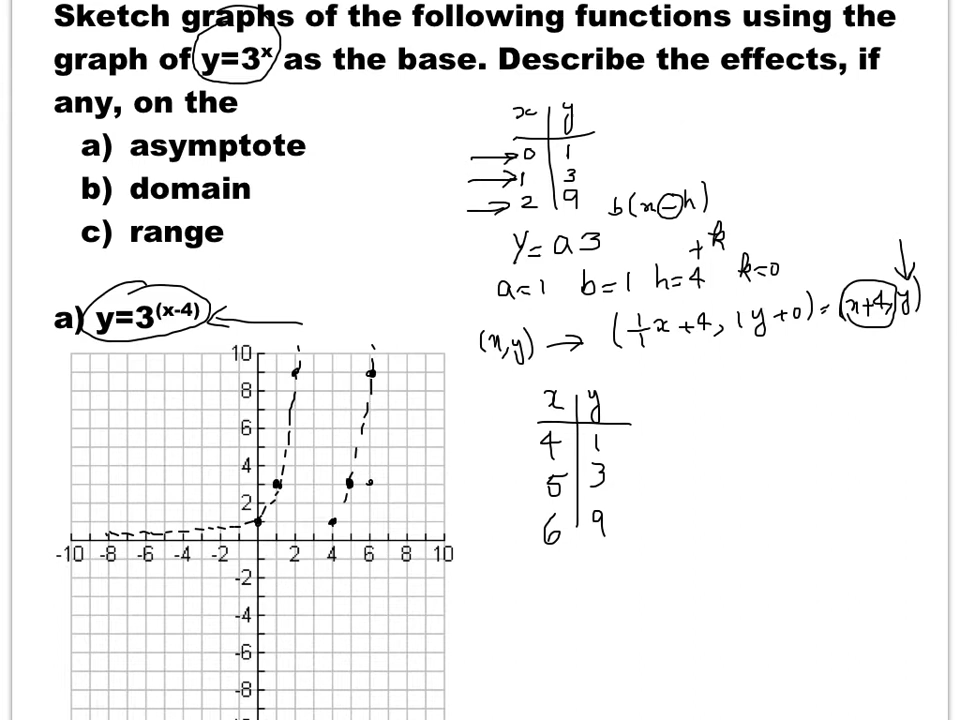 Sketch graphs of the following functions using the
graph of y=3ˣ as the base. Describe the effects, if
any, on the
a) asymptote
b) domain
c) range
x y
0 1
1 3
2 9
b(x-h)
y= a3 +k
a=1 b=1 h=4 k=0
a) y=3⁽ˣ⁻⁴⁾
(x,y) → (1/1 x+4, 1y+0) = (x+4, y)
x y
4 1
5 3
6 9
10
8
6
4
2
-10 -8 -6 -4 -2 2 4 6 8 10
-2
-4
-6
-8